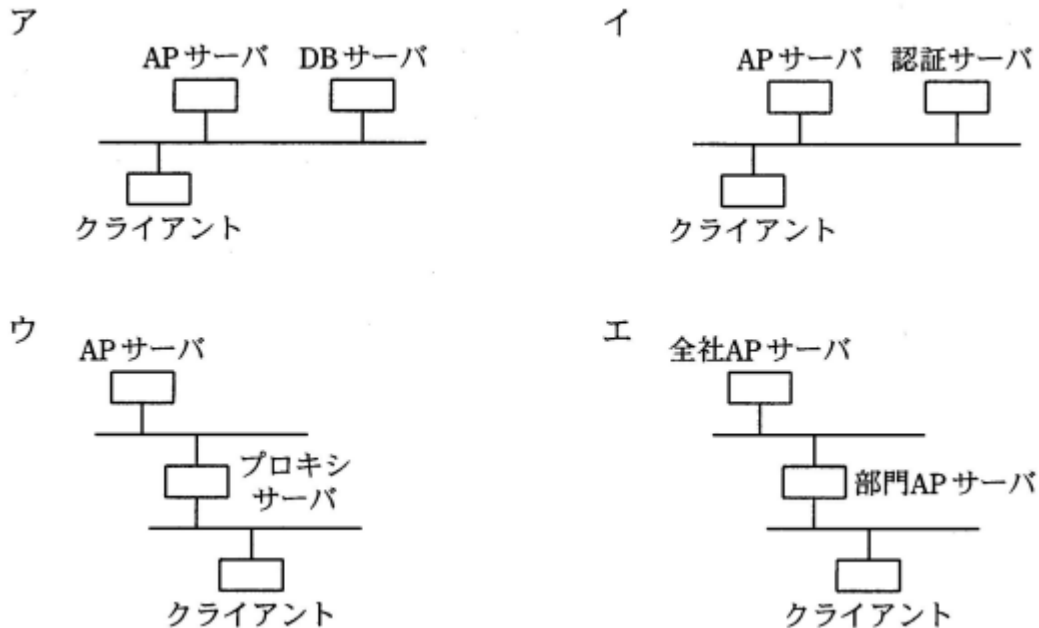 ア
APサーバ DBサーバ
クライアント
イ
APサーバ 認証サーバ
クライアント
ウ
APサーバ
プロキシ
サーバ
クライアント
エ
全社APサーバ
部門APサーバ
クライアント